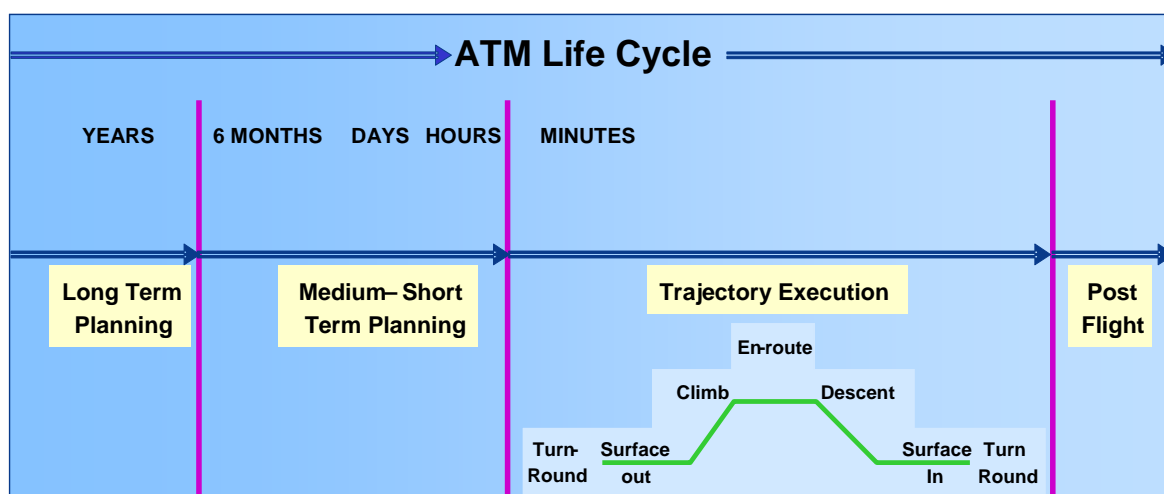 ATM Life Cycle
YEARS
6 MONTHS DAYS HOURS
MINUTES
Long Term
Planning
Medium– Short
Term Planning
Trajectory Execution
Post
Flight
En-route
Climb
Descent
Turn-
Round
Surface
out
Surface
In
Turn
Round